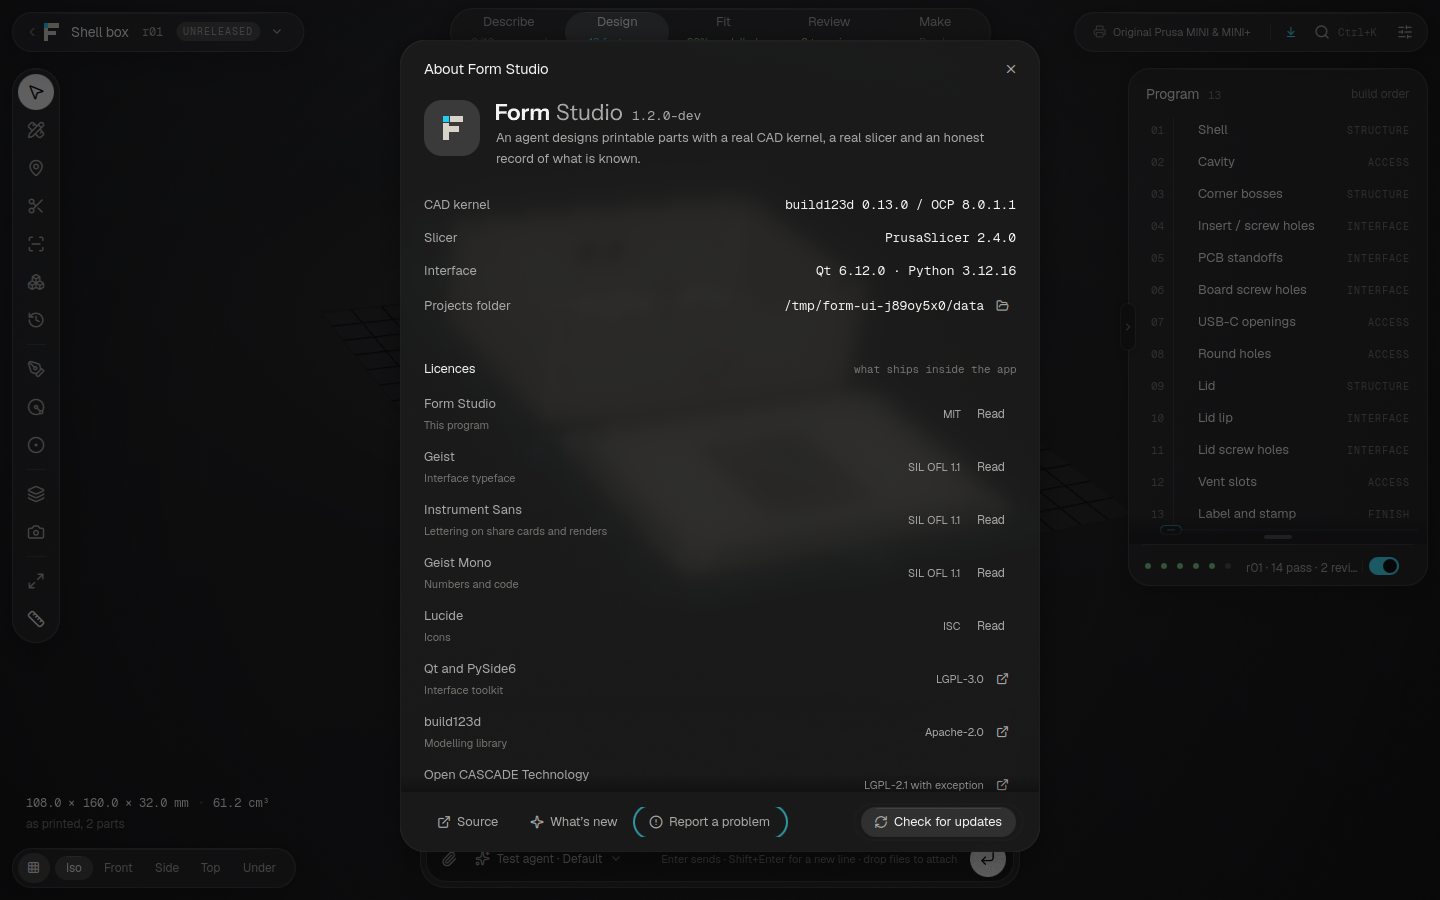 Shell box r01 UNRELEASED
Describe Design Fit Review Make
Original Prusa MINI & MINI+ Ctrl+K
About Form Studio
Form Studio 1.2.0-dev
An agent designs printable parts with a real CAD kernel, a real slicer and an honest
record of what is known.
CAD kernel build123d 0.13.0 / OCP 8.0.1.1
Slicer PrusaSlicer 2.4.0
Interface Qt 6.12.0 · Python 3.12.16
Projects folder /tmp/form-ui-j89oy5x0/data
Licences what ships inside the app
Form Studio
This program
MIT Read
Geist
Interface typeface
SIL OFL 1.1 Read
Instrument Sans
Lettering on share cards and renders
SIL OFL 1.1 Read
Geist Mono
Numbers and code
SIL OFL 1.1 Read
Lucide
Icons
ISC Read
Qt and PySide6
Interface toolkit
LGPL-3.0
build123d
Modelling library
Apache-2.0
Open CASCADE Technology
LGPL-2.1 with exception
Source What's new Report a problem Check for updates
Program 13 build order
01 Shell STRUCTURE
02 Cavity ACCESS
03 Corner bosses STRUCTURE
04 Insert / screw holes INTERFACE
05 PCB standoffs INTERFACE
06 Board screw holes INTERFACE
07 USB-C openings ACCESS
08 Round holes ACCESS
09 Lid STRUCTURE
10 Lid lip INTERFACE
11 Lid screw holes INTERFACE
12 Vent slots ACCESS
13 Label and stamp FINISH
r01 · 14 pass · 2 revi...
108.0 × 160.0 × 32.0 mm · 61.2 cm³
as printed, 2 parts
Iso Front Side Top Under
Test agent · Default Enter sends · Shift+Enter for a new line · drop files to attach